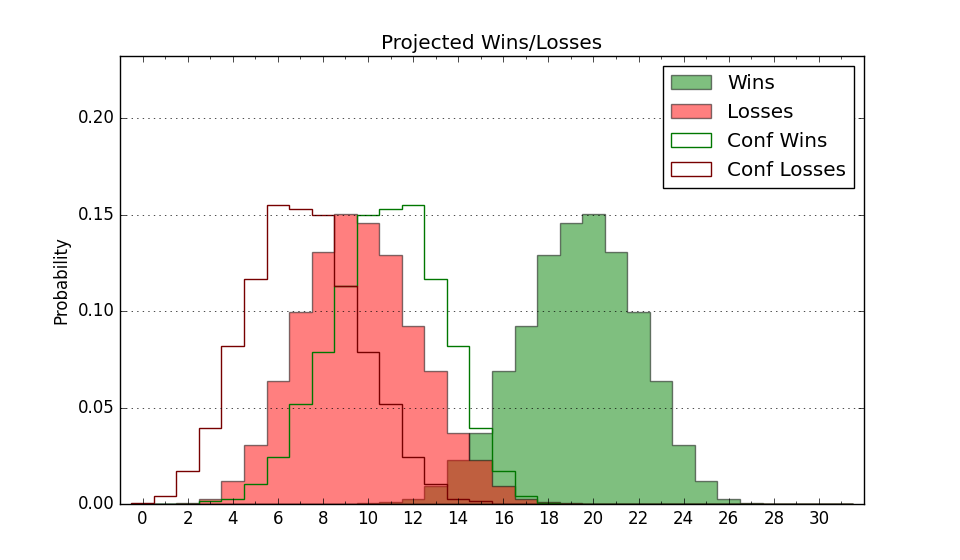 Projected Wins/Losses
Wins
Losses
Conf Wins
Conf Losses
Probability
0.20
0.15
0.10
0.05
0.00
0 2 4 6 8 10 12 14 16 18 20 22 24 26 28 30